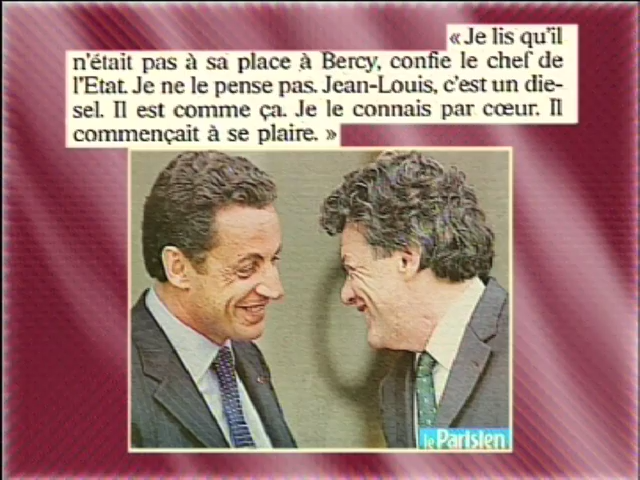 « Je lis qu'il
n'était pas à sa place à Bercy, confie le chef de
l'Etat. Je ne le pense pas. Jean-Louis, c'est un die-
sel. Il est comme ça. Je le connais par cœur. Il
commençait à se plaire. »
le Parisien